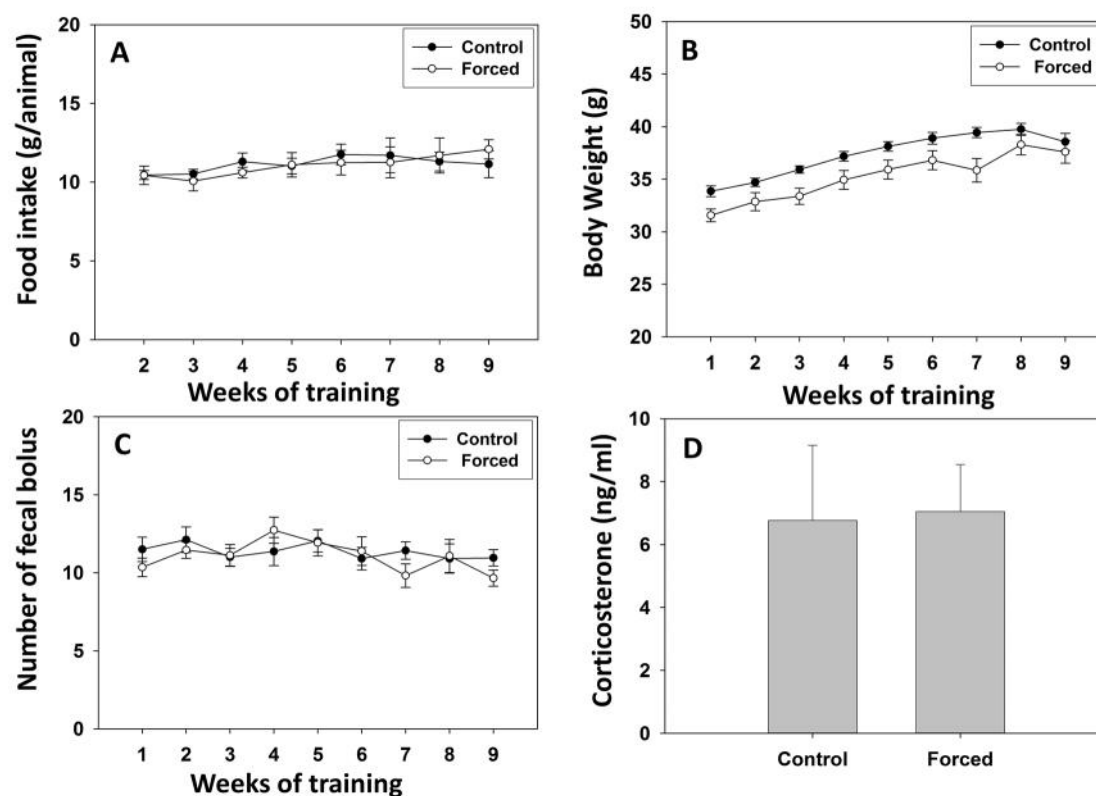 A
Control
Forced
20
15
10
5
0
Food intake (g/animal)
2 3 4 5 6 7 8 9
Weeks of training
B
Control
Forced
50
45
40
35
30
25
20
Body Weight (g)
1 2 3 4 5 6 7 8 9
Weeks of training
C
Control
Forced
20
15
10
5
0
Number of fecal bolus
1 2 3 4 5 6 7 8 9
Weeks of training
D
10
8
6
4
2
0
Corticosterone (ng/ml)
Control Forced